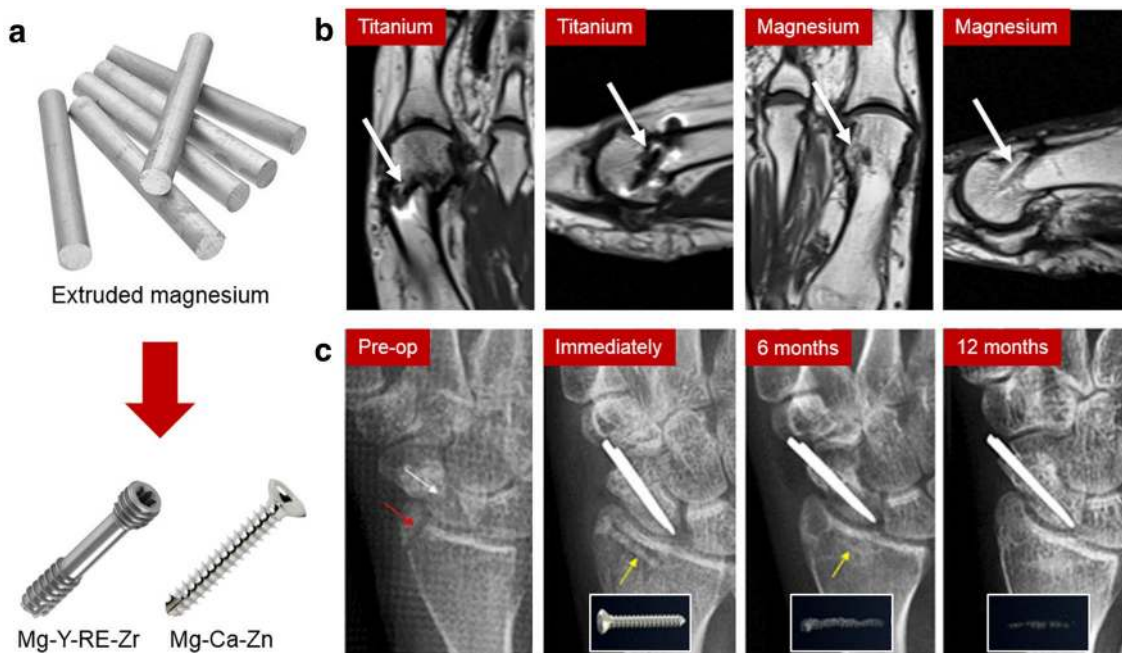 a
Extruded magnesium
Mg-Y-RE-Zr
Mg-Ca-Zn
b
Titanium
Titanium
Magnesium
Magnesium
c
Pre-op
Immediately
6 months
12 months